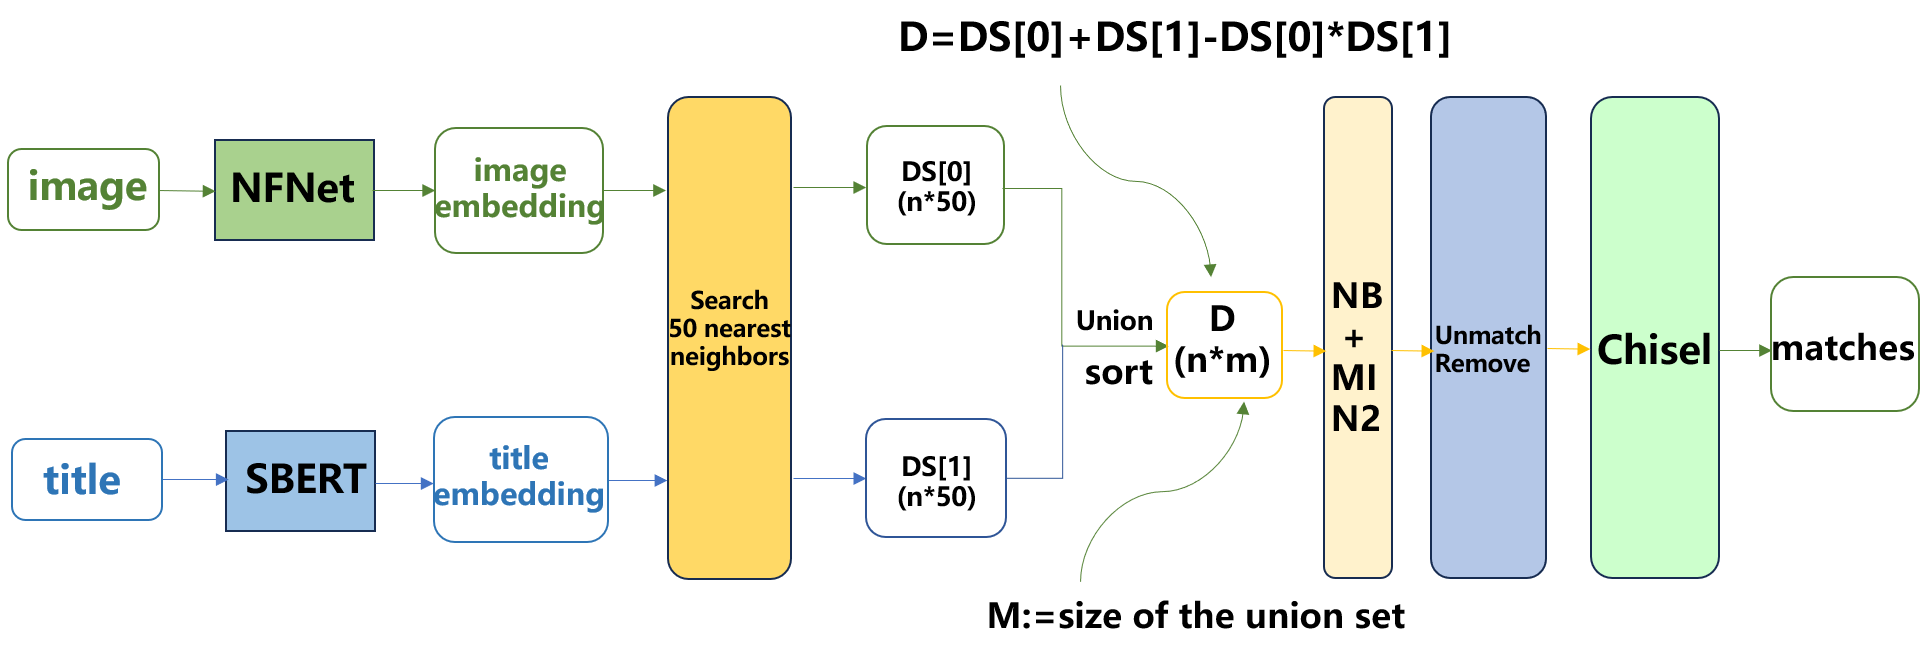 D=DS[0]+DS[1]-DS[0]*DS[1]
image
NFNet
image
embedding
Search
50 nearest
neighbors
DS[0]
(n*50)
Union
sort
D
(n*m)
NB
+
MI
N2
Unmatch
Remove
Chisel
matches
title
SBERT
title
embedding
DS[1]
(n*50)
M:=size of the union set